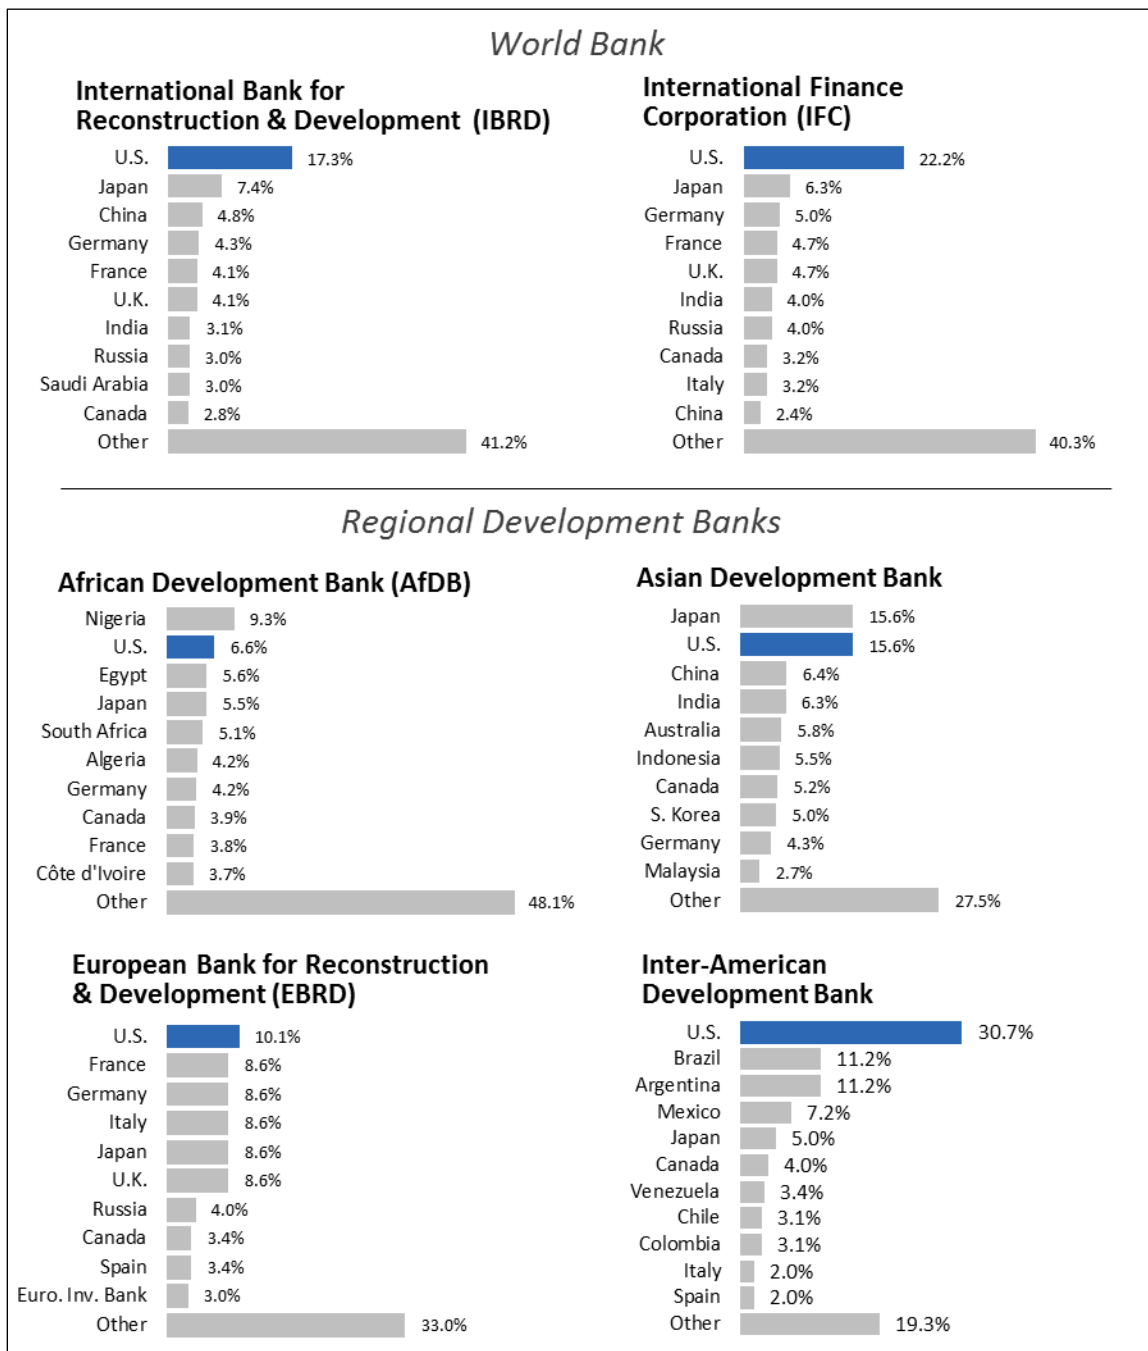 World Bank
International Bank for
Reconstruction & Development (IBRD)
U.S. 17.3%
Japan 7.4%
China 4.8%
Germany 4.3%
France 4.1%
U.K. 4.1%
India 3.1%
Russia 3.0%
Saudi Arabia 3.0%
Canada 2.8%
Other 41.2%
International Finance
Corporation (IFC)
U.S. 22.2%
Japan 6.3%
Germany 5.0%
France 4.7%
U.K. 4.7%
India 4.0%
Russia 4.0%
Canada 3.2%
Italy 3.2%
China 2.4%
Other 40.3%
Regional Development Banks
African Development Bank (AfDB)
Nigeria 9.3%
U.S. 6.6%
Egypt 5.6%
Japan 5.5%
South Africa 5.1%
Algeria 4.2%
Germany 4.2%
Canada 3.9%
France 3.8%
Côte d'Ivoire 3.7%
Other 48.1%
Asian Development Bank
Japan 15.6%
U.S. 15.6%
China 6.4%
India 6.3%
Australia 5.8%
Indonesia 5.5%
Canada 5.2%
S. Korea 5.0%
Germany 4.3%
Malaysia 2.7%
Other 27.5%
European Bank for Reconstruction
& Development (EBRD)
U.S. 10.1%
France 8.6%
Germany 8.6%
Italy 8.6%
Japan 8.6%
U.K. 8.6%
Russia 4.0%
Canada 3.4%
Spain 3.4%
Euro. Inv. Bank 3.0%
Other 33.0%
Inter-American
Development Bank
U.S. 30.7%
Brazil 11.2%
Argentina 11.2%
Mexico 7.2%
Japan 5.0%
Canada 4.0%
Venezuela 3.4%
Chile 3.1%
Colombia 3.1%
Italy 2.0%
Spain 2.0%
Other 19.3%